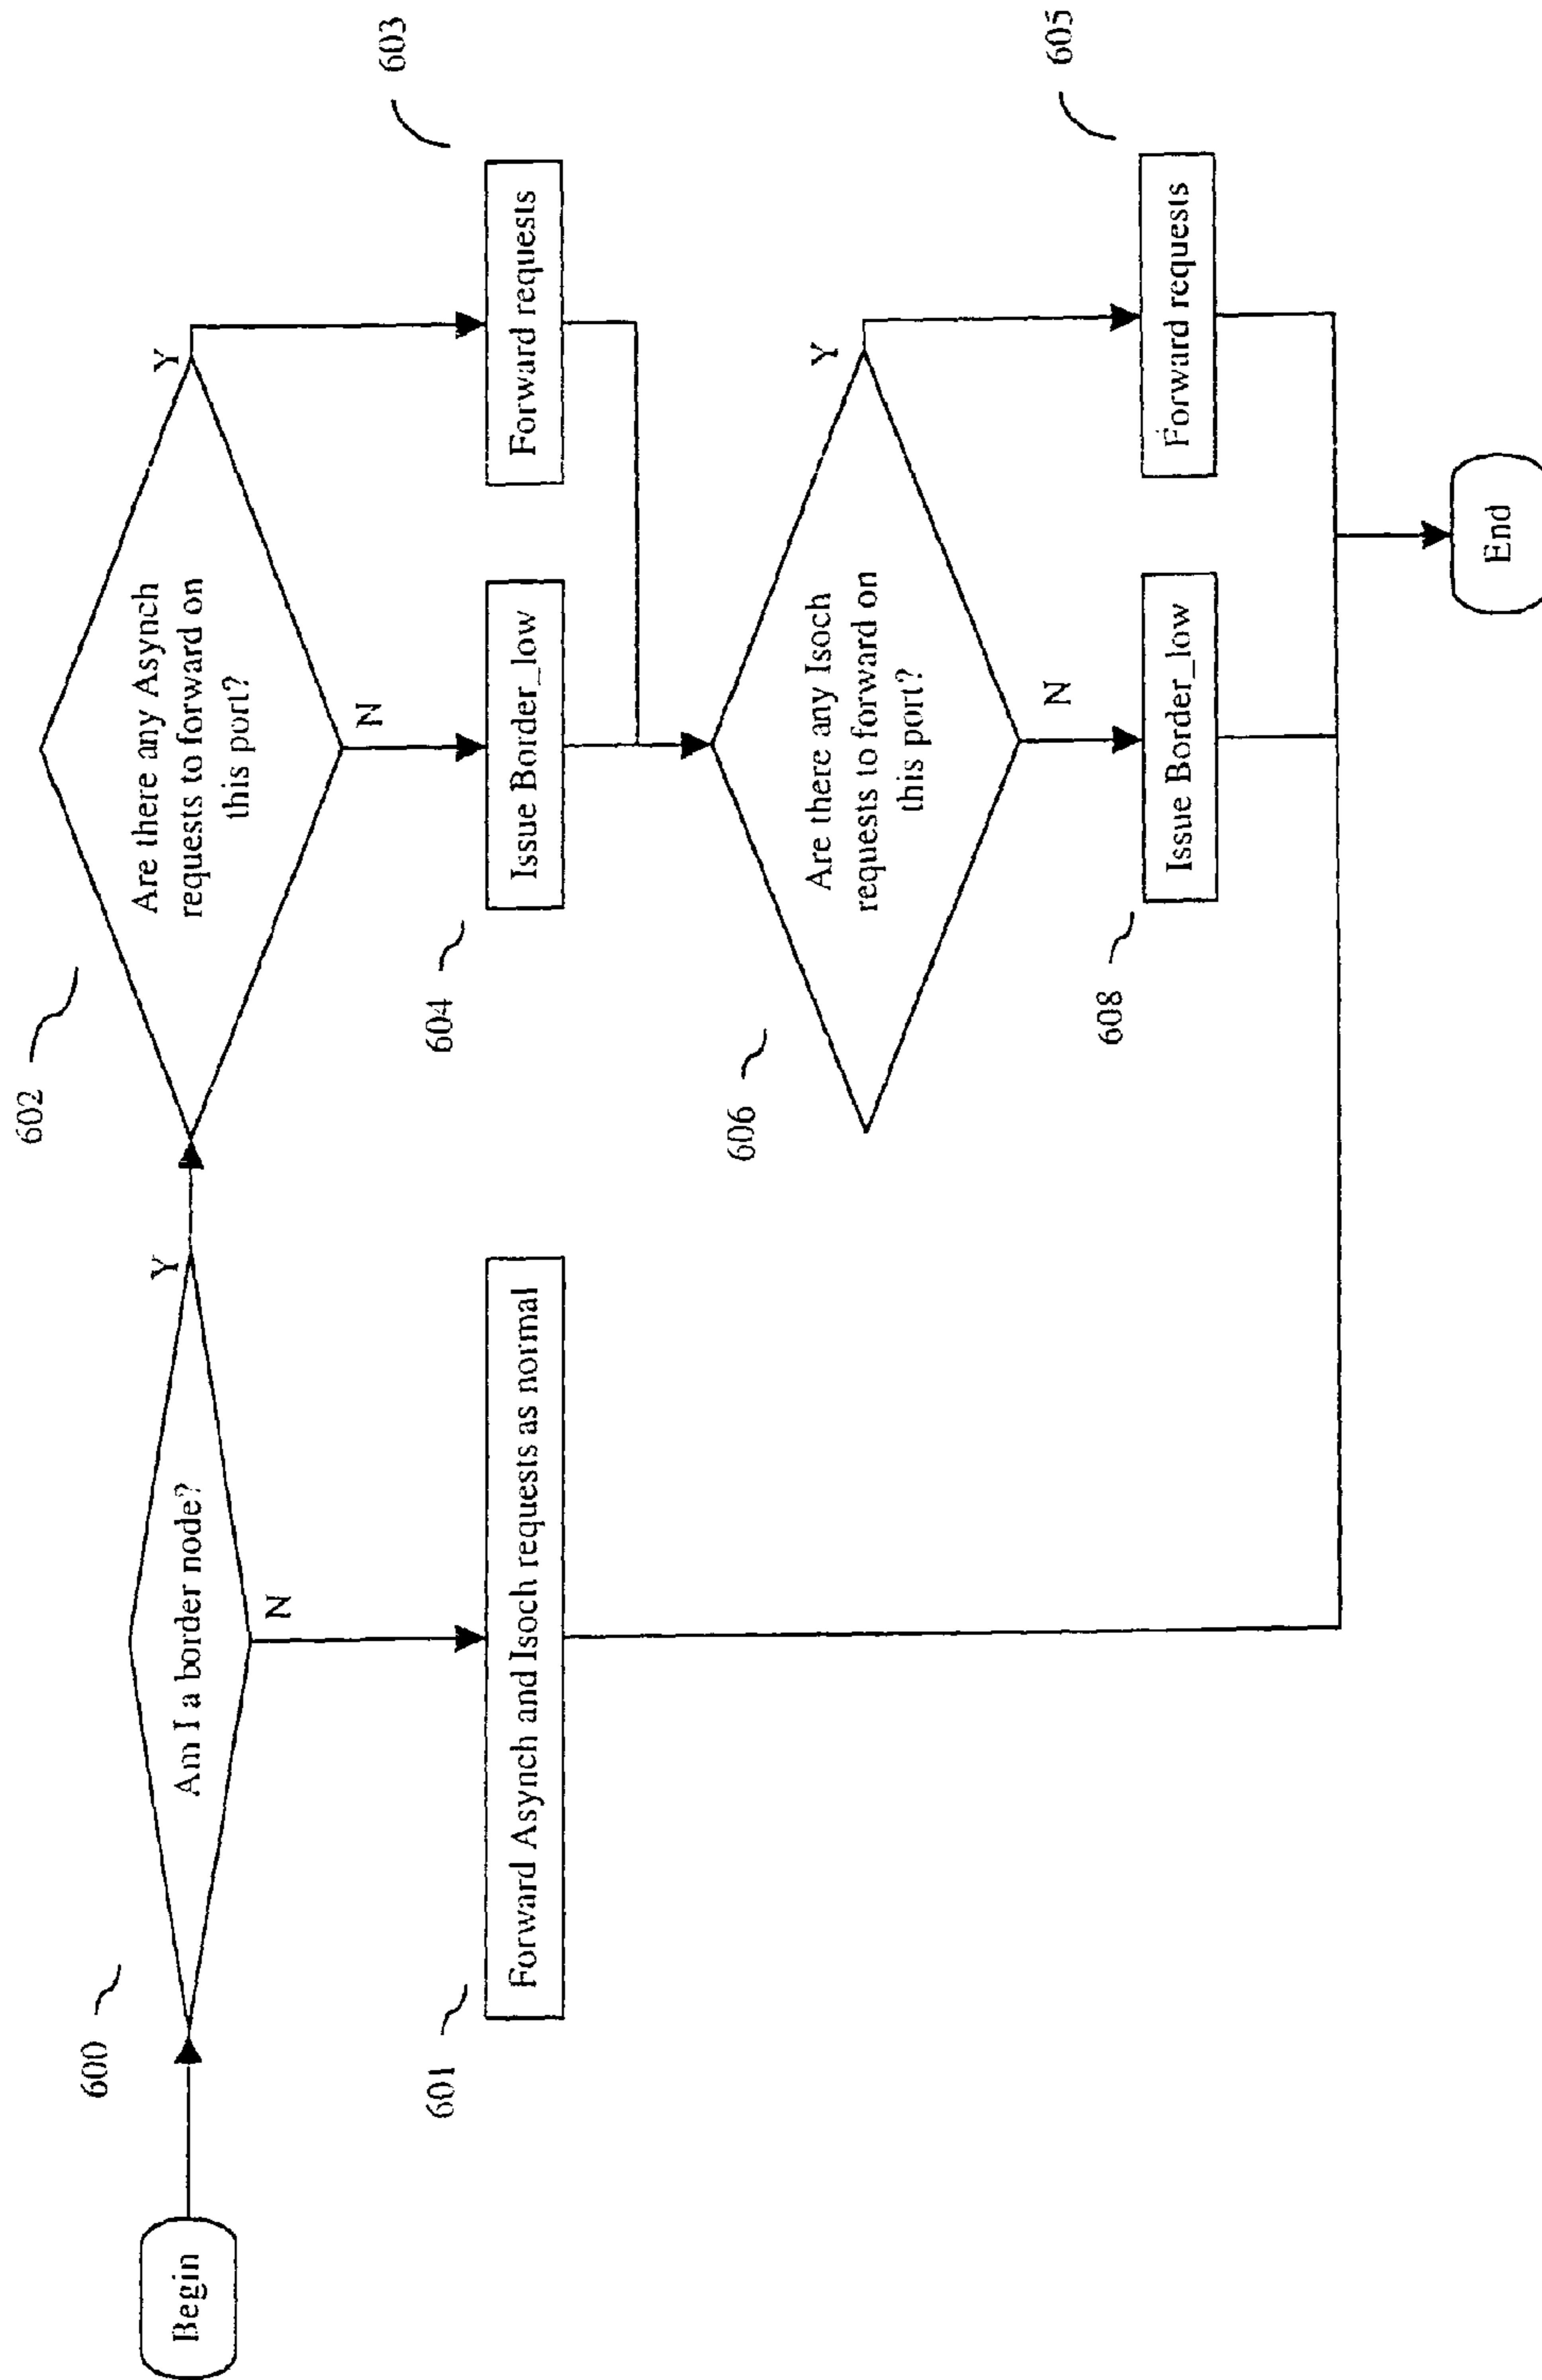 Begin
600
Am I a border node?
Y
N
601
Forward Asynch and Isoch requests as normal
602
Are there any Asynch
requests to forward on
this port?
Y
N
603
Forward requests
604
Issue Border_low
606
Are there any Isoch
requests to forward on
this port?
Y
N
605
Forward requests
608
Issue Border_low
End